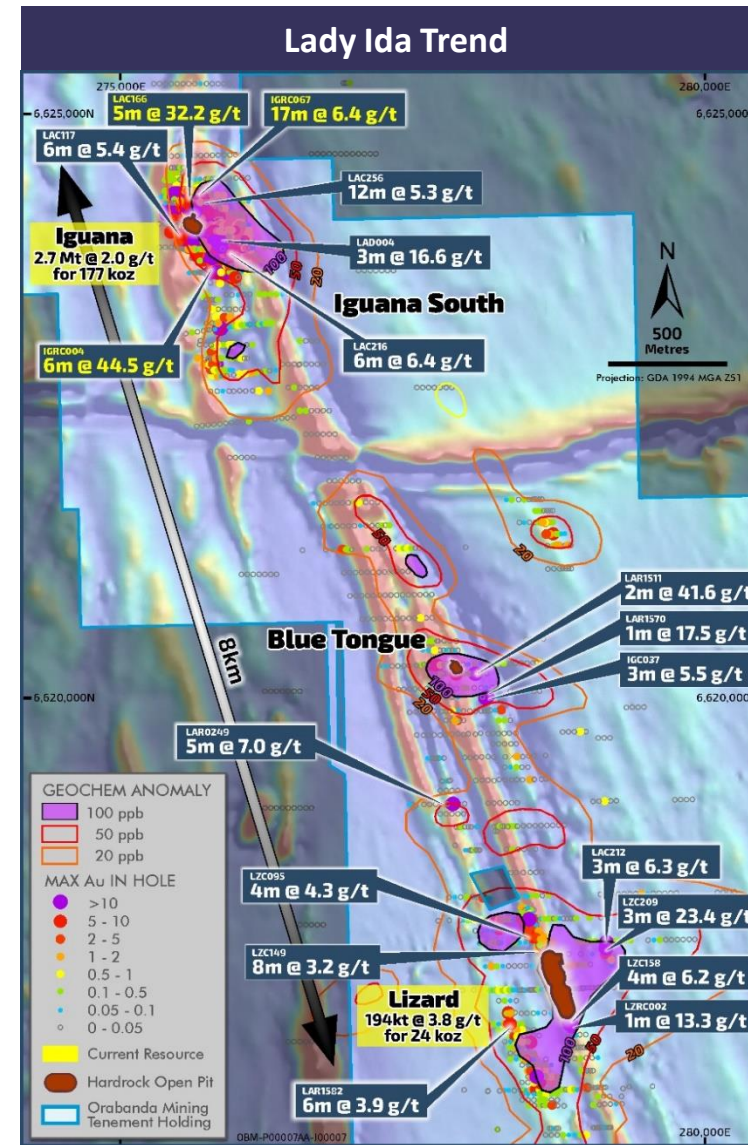 Lady Ida Trend
275,000E
280,000E
6,625,000N
6,625,000
LAC166
5m @ 32.2 g/t
IGRC067
17m @ 6.4 g/t
LAC117
6m @ 5.4 g/t
LAC256
12m @ 5.3 g/t
Iguana
2.7 Mt @ 2.0 g/t
for 177 koz
LAD004
3m @ 16.6 g/t
100
50
20
Iguana South
N
500
Metres
Projection: GDA 1994 MGA Z51
IGRC004
6m @ 44.5 g/t
LAC216
6m @ 6.4 g/t
50
20
LAR1511
2m @ 41.6 g/t
LAR1570
1m @ 17.5 g/t
IGC037
3m @ 5.5 g/t
Blue Tongue
100
50
20
8km
6,620,000N
6,620,000
LAR0249
5m @ 7.0 g/t
GEOCHEM ANOMALY
100 ppb
50 ppb
20 ppb
MAX Au IN HOLE
>10
5 - 10
2 - 5
1 - 2
0.5 - 1
0.1 - 0.5
0.05 - 0.1
0 - 0.05
Current Resource
Hardrock Open Pit
Orabanda Mining
Tenement Holding
LAC212
3m @ 6.3 g/t
LZC095
4m @ 4.3 g/t
LZC209
3m @ 23.4 g/t
LZC149
8m @ 3.2 g/t
LZC158
4m @ 6.2 g/t
Lizard
194kt @ 3.8 g/t
for 24 koz
LZRC002
1m @ 13.3 g/t
100
50
20
LAR1582
6m @ 3.9 g/t
OBM-P00007AA-I00007
280,000E